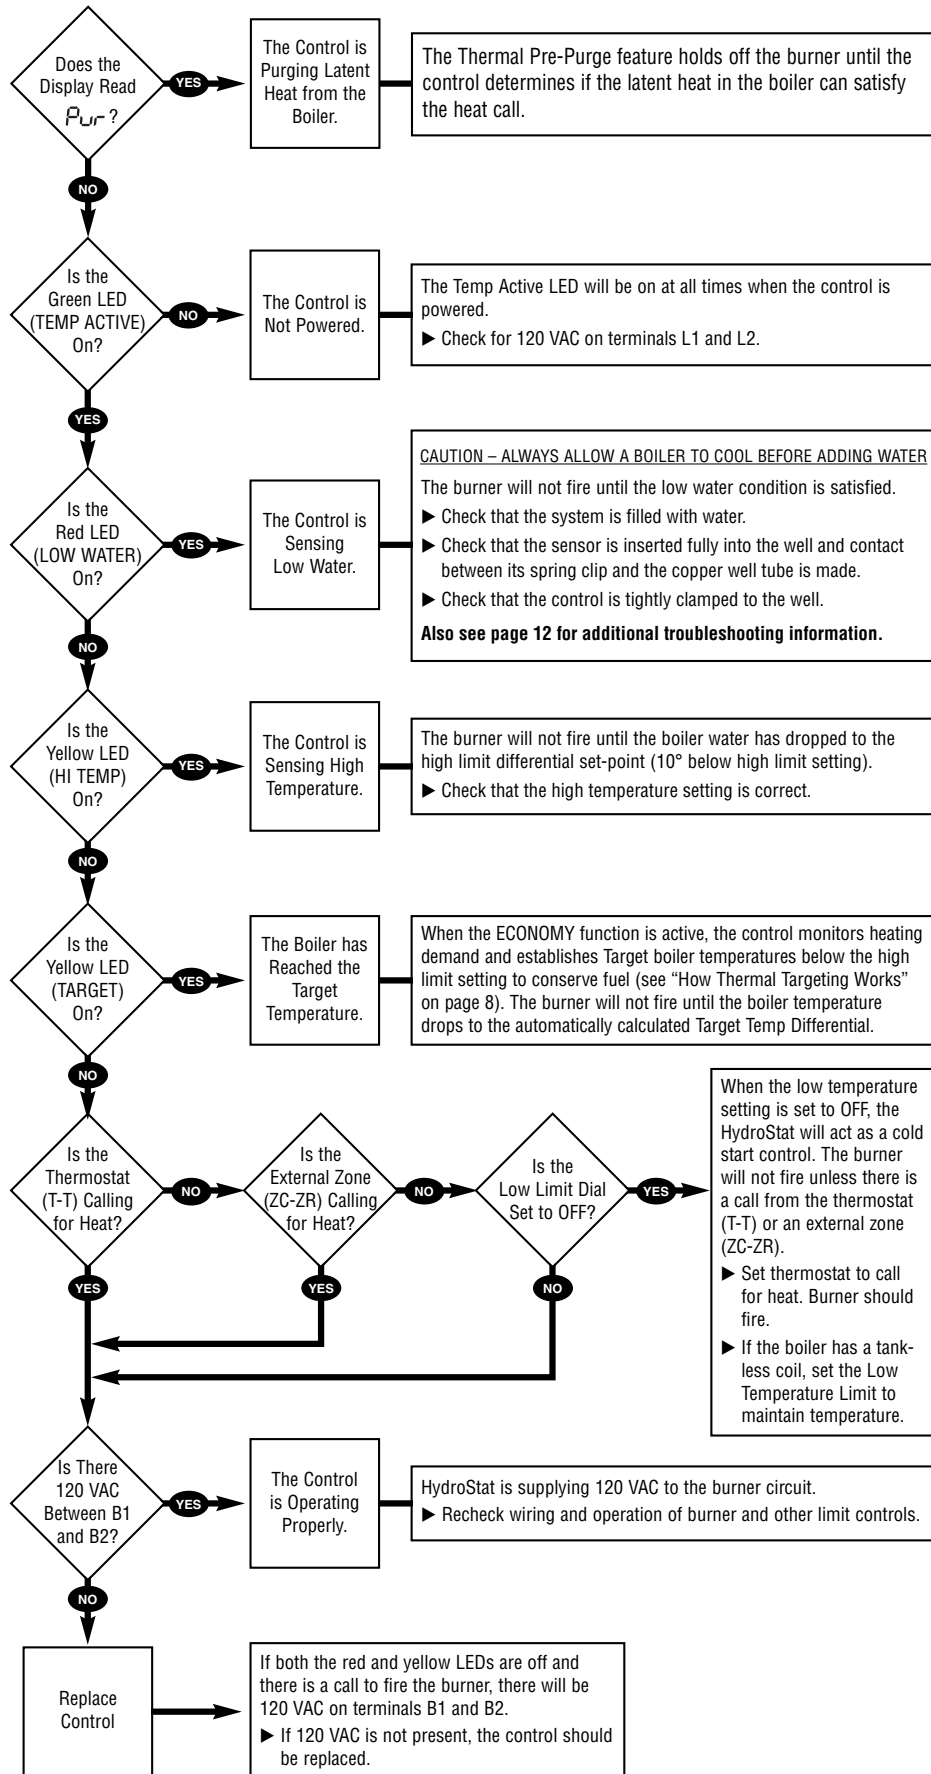 Does the
Display Read
Pur ?
YES
The Control is
Purging Latent
Heat from the
Boiler.
The Thermal Pre-Purge feature holds off the burner until the
control determines if the latent heat in the boiler can satisfy
the heat call.
NO
Is the
Green LED
(TEMP ACTIVE)
On?
NO
The Control is
Not Powered.
The Temp Active LED will be on at all times when the control is
powered.
▶ Check for 120 VAC on terminals L1 and L2.
YES
Is the
Red LED
(LOW WATER)
On?
YES
The Control is
Sensing
Low Water.
CAUTION – ALWAYS ALLOW A BOILER TO COOL BEFORE ADDING WATER
The burner will not fire until the low water condition is satisfied.
▶ Check that the system is filled with water.
▶ Check that the sensor is inserted fully into the well and contact
between its spring clip and the copper well tube is made.
▶ Check that the control is tightly clamped to the well.
Also see page 12 for additional troubleshooting information.
NO
Is the
Yellow LED
(HI TEMP)
On?
YES
The Control is
Sensing High
Temperature.
The burner will not fire until the boiler water has dropped to the
high limit differential set-point (10° below high limit setting).
▶ Check that the high temperature setting is correct.
NO
Is the
Yellow LED
(TARGET)
On?
YES
The Boiler has
Reached the
Target
Temperature.
When the ECONOMY function is active, the control monitors heating
demand and establishes Target boiler temperatures below the high
limit setting to conserve fuel (see “How Thermal Targeting Works”
on page 8). The burner will not fire until the boiler temperature
drops to the automatically calculated Target Temp Differential.
NO
Is the
Thermostat
(T-T) Calling
for Heat?
NO
Is the
External Zone
(ZC-ZR) Calling
for Heat?
NO
Is the
Low Limit Dial
Set to OFF?
YES
When the low temperature
setting is set to OFF, the
HydroStat will act as a cold
start control. The burner
will not fire unless there is
a call from the thermostat
(T-T) or an external zone
(ZC-ZR).
▶ Set thermostat to call
for heat. Burner should
fire.
▶ If the boiler has a tank-
less coil, set the Low
Temperature Limit to
maintain temperature.
YES
YES
NO
Is There
120 VAC
Between B1
and B2?
YES
The Control
is Operating
Properly.
HydroStat is supplying 120 VAC to the burner circuit.
▶ Recheck wiring and operation of burner and other limit controls.
NO
Replace
Control
If both the red and yellow LEDs are off and
there is a call to fire the burner, there will be
120 VAC on terminals B1 and B2.
▶ If 120 VAC is not present, the control should
be replaced.